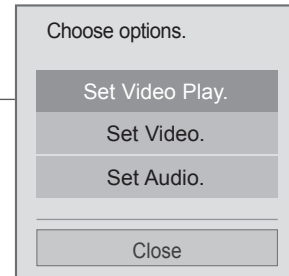 Choose options.
Set Video Play.
Set Video.
Set Audio.
Close